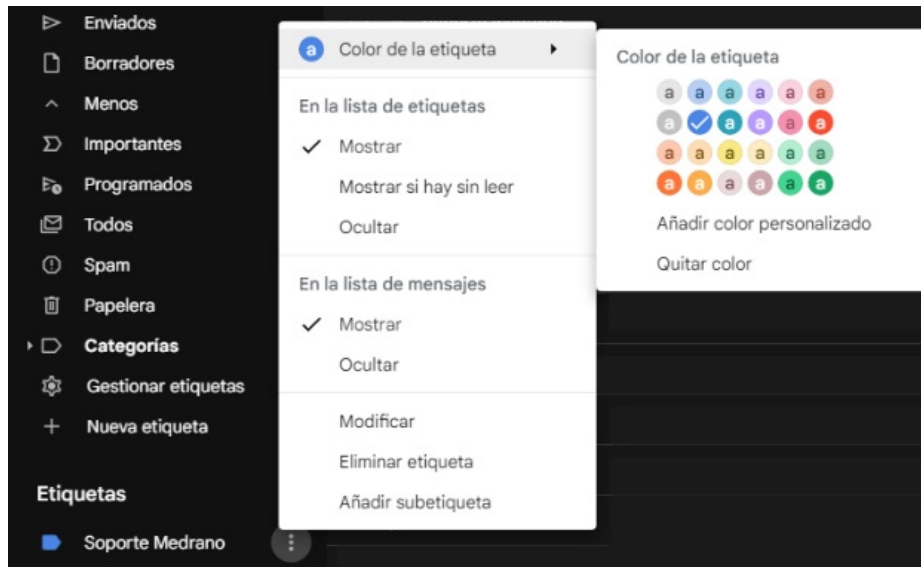 Enviados
Borradores
Menos
Importantes
Programados
Todos
Spam
Papelera
Categorías
Gestionar etiquetas
Nueva etiqueta
Etiquetas
Soporte Medrano
a Color de la etiqueta
En la lista de etiquetas
Mostrar
Mostrar si hay sin leer
Ocultar
En la lista de mensajes
Mostrar
Ocultar
Modificar
Eliminar etiqueta
Añadir subetiqueta
Color de la etiqueta
a a a a a a
a a a a a
a a a a a a
a a a a a a
Añadir color personalizado
Quitar color